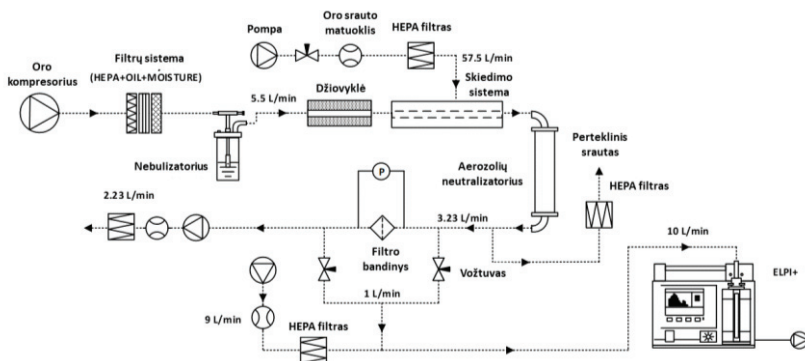 Pompa
Oro srauto
matuoklis
HEPA filtras
Filtrų sistema
(HEPA+OIL+MOISTURE)
Oro
kompresorius
57.5 L/min
Skiedimo
sistema
Džiovyklė
5.5 L/min
Nebulizatorius
Perteklinis
srautas
Aerozolių
neutralizatorius
HEPA filtras
P
2.23 L/min
3.23 L/min
10 L/min
Filtro
bandinys
Vožtuvas
ELPI+
1 L/min
9 L/min
HEPA filtras